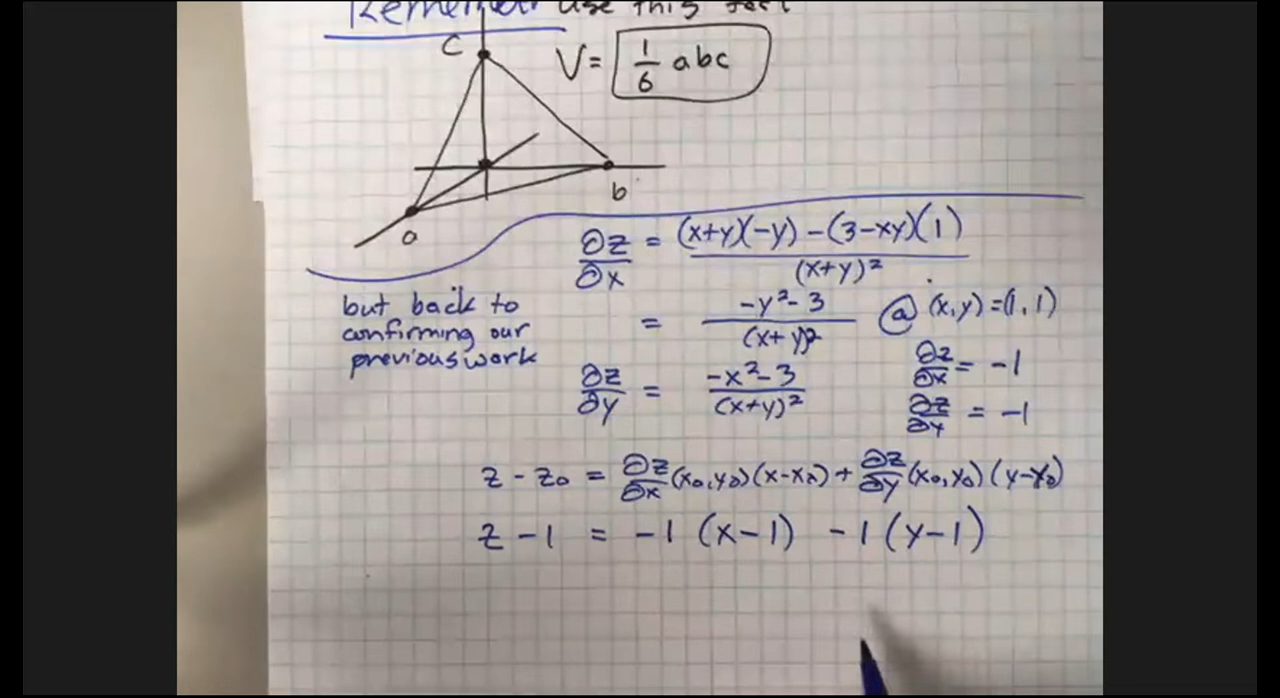 Remember use this fact
c
V = 1/6 abc
b
a
∂z/∂x = ((x+y)(-y) - (3-xy)(1))/(x+y)²
but back to
confirming our
previous work
= (-y²-3)/(x+y)² @ (x,y)=(1,1)
∂z/∂x = -1
∂z/∂y = (-x²-3)/(x+y)²
∂z/∂y = -1
z - z₀ = ∂z/∂x (x₀,y₀)(x-x₀) + ∂z/∂y (x₀,y₀)(y-y₀)
z - 1 = -1 (x-1) -1 (y-1)